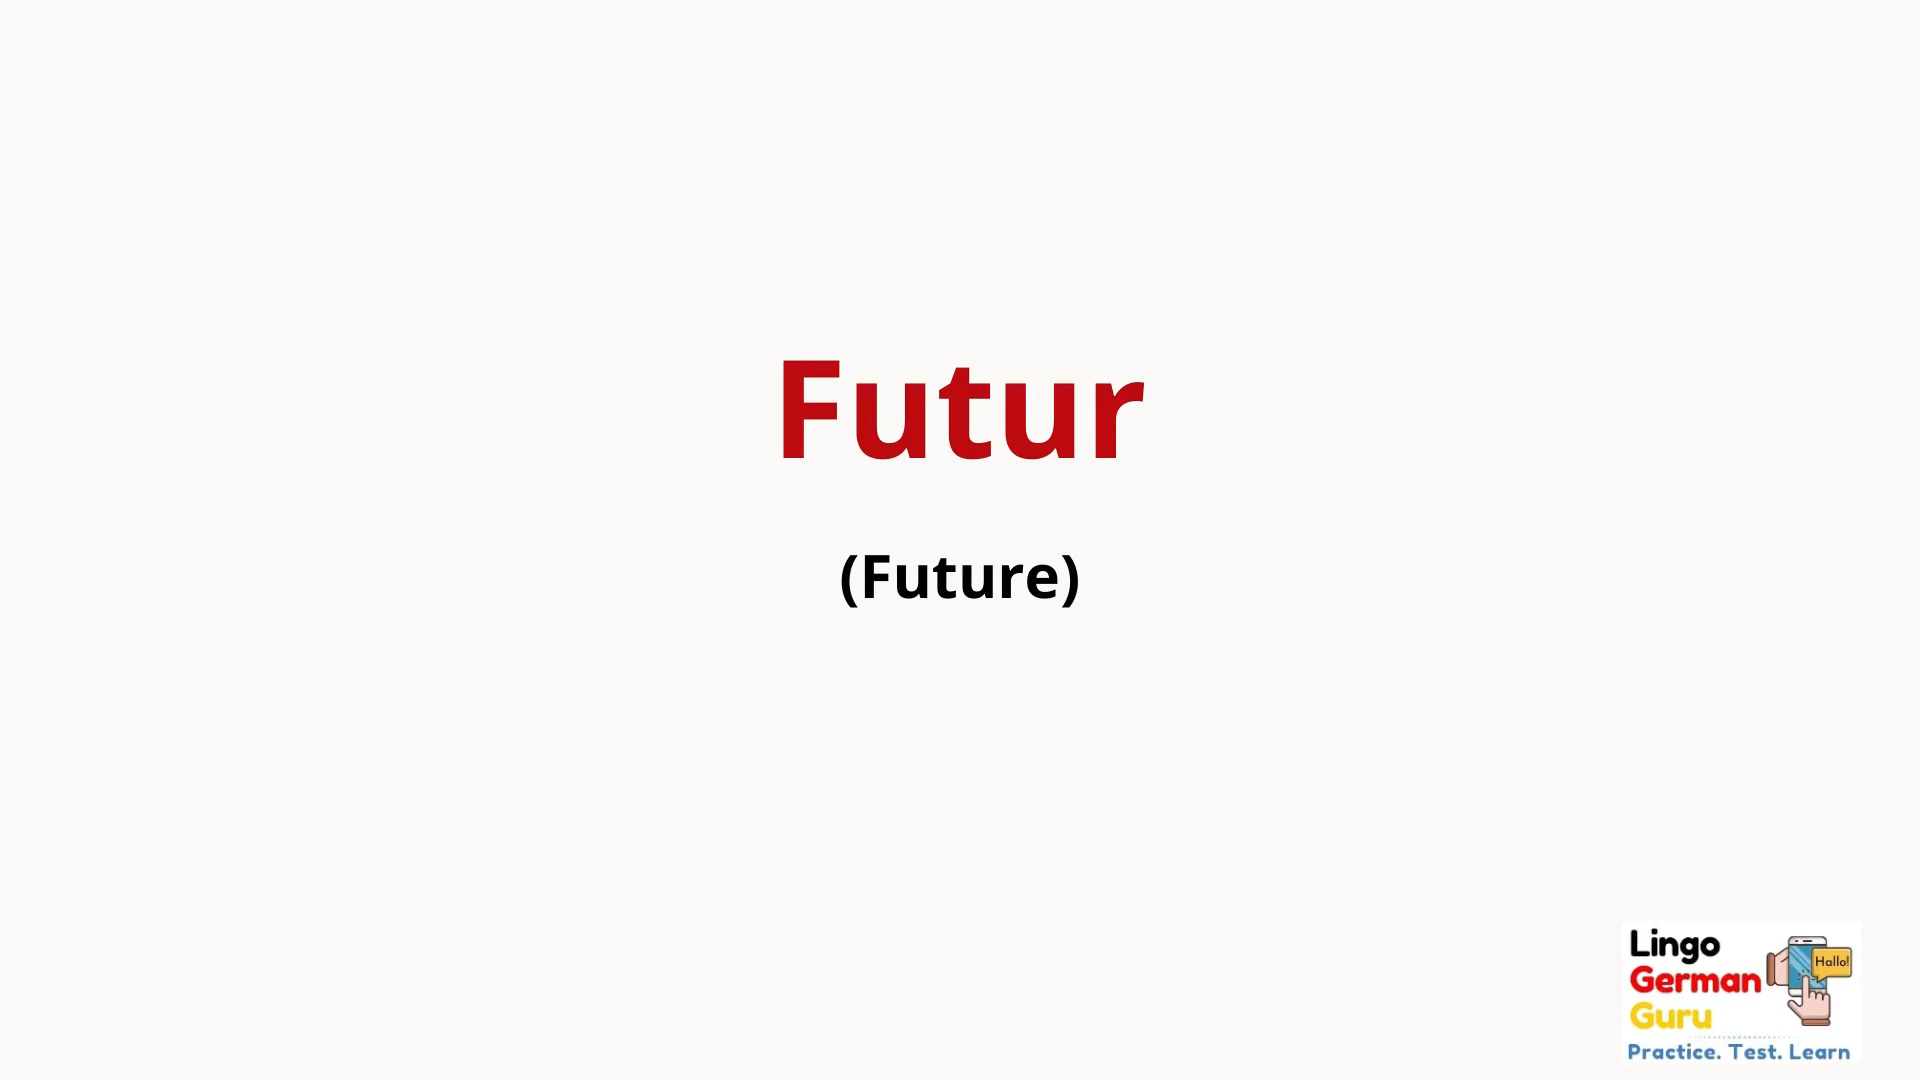 Futur
(Future)
Lingo
German
Guru
Hallo!
Practice. Test. Learn